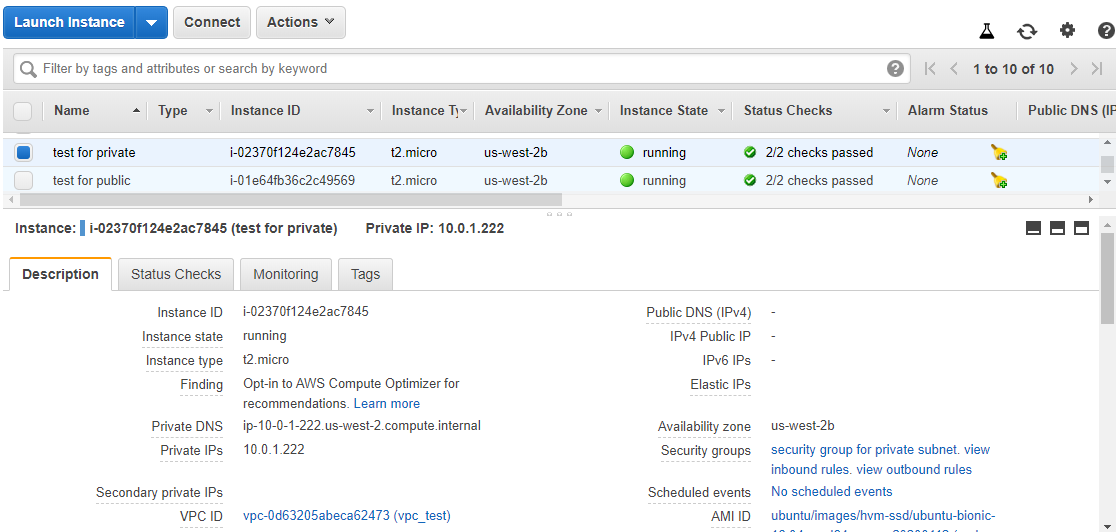 Launch Instance Connect Actions
Filter by tags and attributes or search by keyword 1 to 10 of 10
Name Type Instance ID Instance Ty Availability Zone Instance State Status Checks Alarm Status Public DNS (IP
test for private i-02370f124e2ac7845 t2.micro us-west-2b running 2/2 checks passed None
test for public i-01e64fb36c2c49569 t2.micro us-west-2b running 2/2 checks passed None
Instance: i-02370f124e2ac7845 (test for private) Private IP: 10.0.1.222
Description Status Checks Monitoring Tags
Instance ID i-02370f124e2ac7845 Public DNS (IPv4) -
Instance state running IPv4 Public IP -
Instance type t2.micro IPv6 IPs -
Finding Opt-in to AWS Compute Optimizer for Elastic IPs
recommendations. Learn more
Private DNS ip-10-0-1-222.us-west-2.compute.internal Availability zone us-west-2b
Private IPs 10.0.1.222 Security groups security group for private subnet. view
inbound rules. view outbound rules
Secondary private IPs Scheduled events No scheduled events
VPC ID vpc-0d63205abeca62473 (vpc_test) AMI ID ubuntu/images/hvm-ssd/ubuntu-bionic-